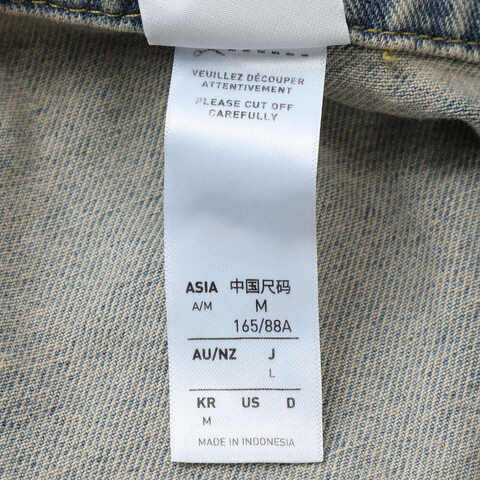 VEUILLEZ DÉCOUPER
ATTENTIVEMENT
PLEASE CUT OFF
CAREFULLY
ASIA 中国尺码
A/M M
165/88A
AU/NZ J
L
KR US D
M
MADE IN INDONESIA